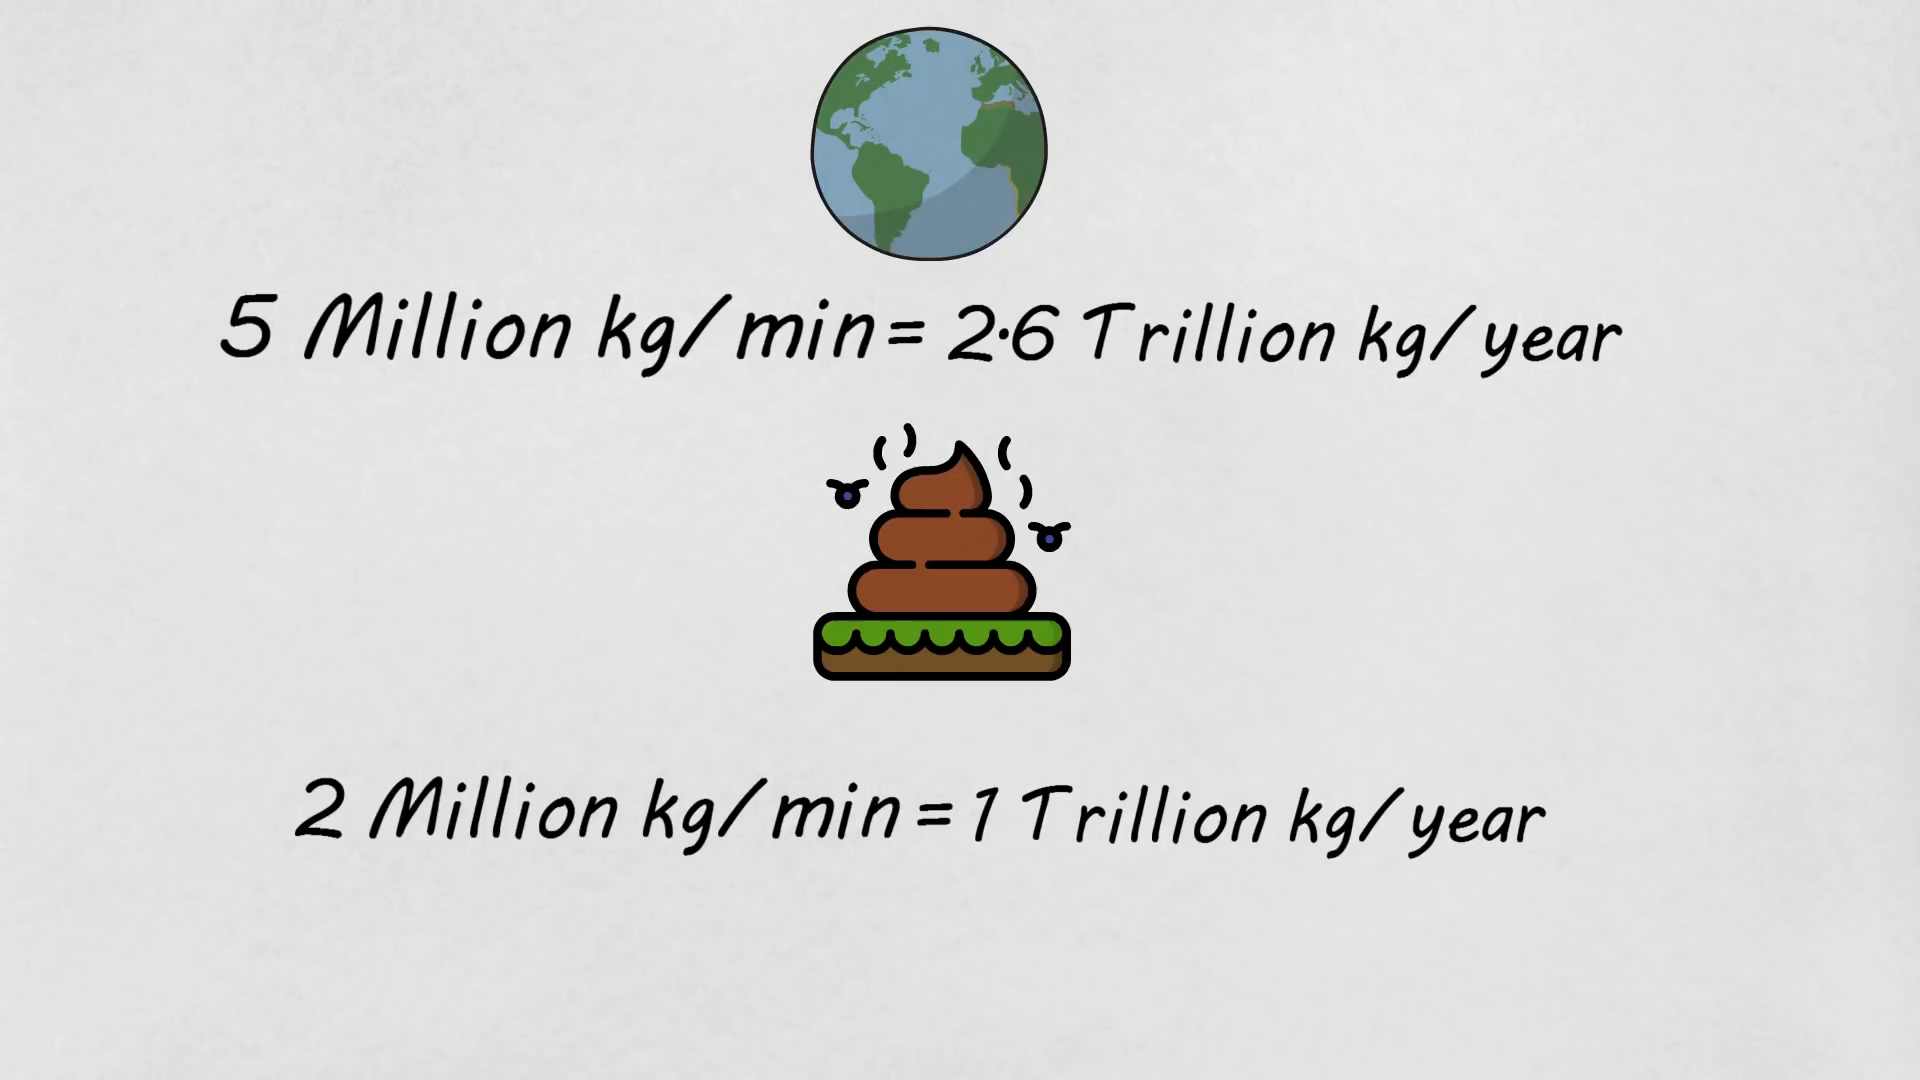 5 Million kg/min = 2.6 Trillion kg/year
2 Million kg/min = 1 Trillion kg/year